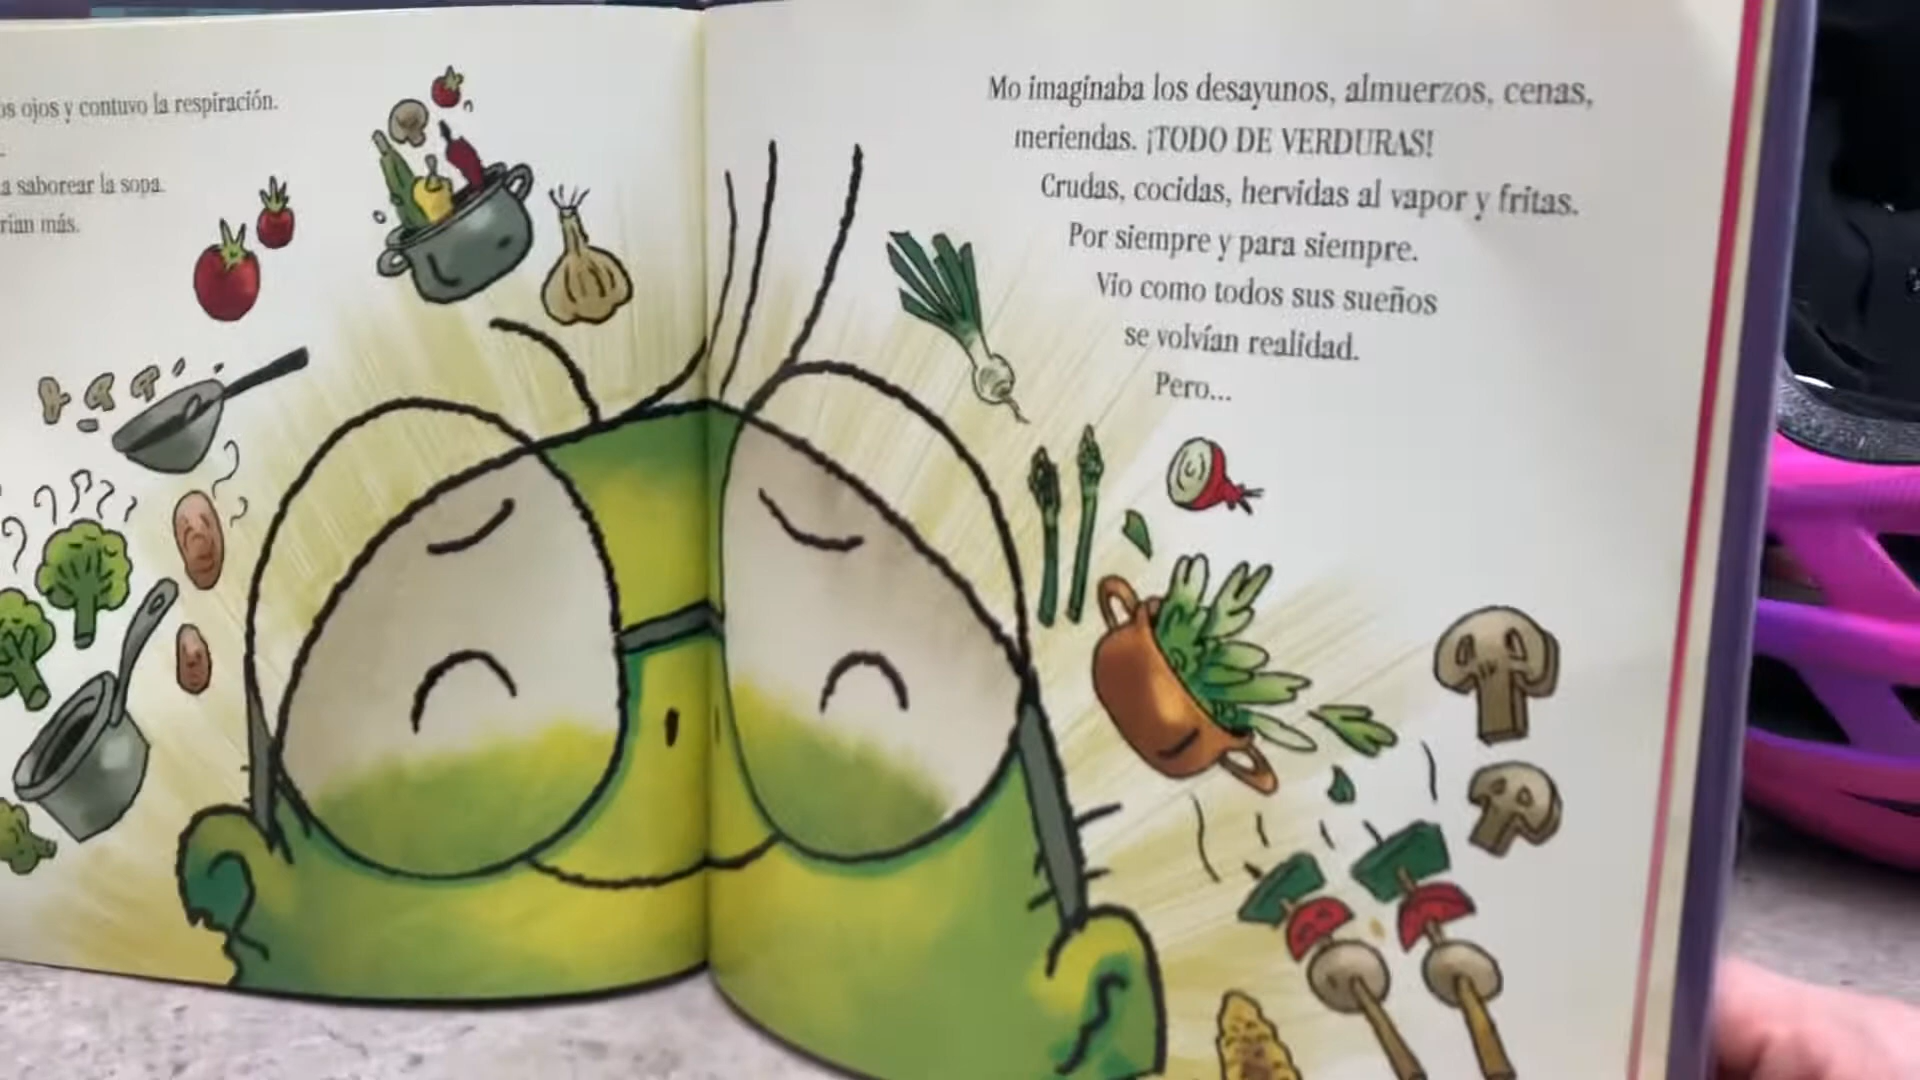 os ojos y contuvo la respiración.
a saborear la sopa.
rían más.
Mo imaginaba los desayunos, almuerzos, cenas,
meriendas. ¡TODO DE VERDURAS!
Crudas, cocidas, hervidas al vapor y fritas.
Por siempre y para siempre.
Vio como todos sus sueños
se volvían realidad.
Pero...